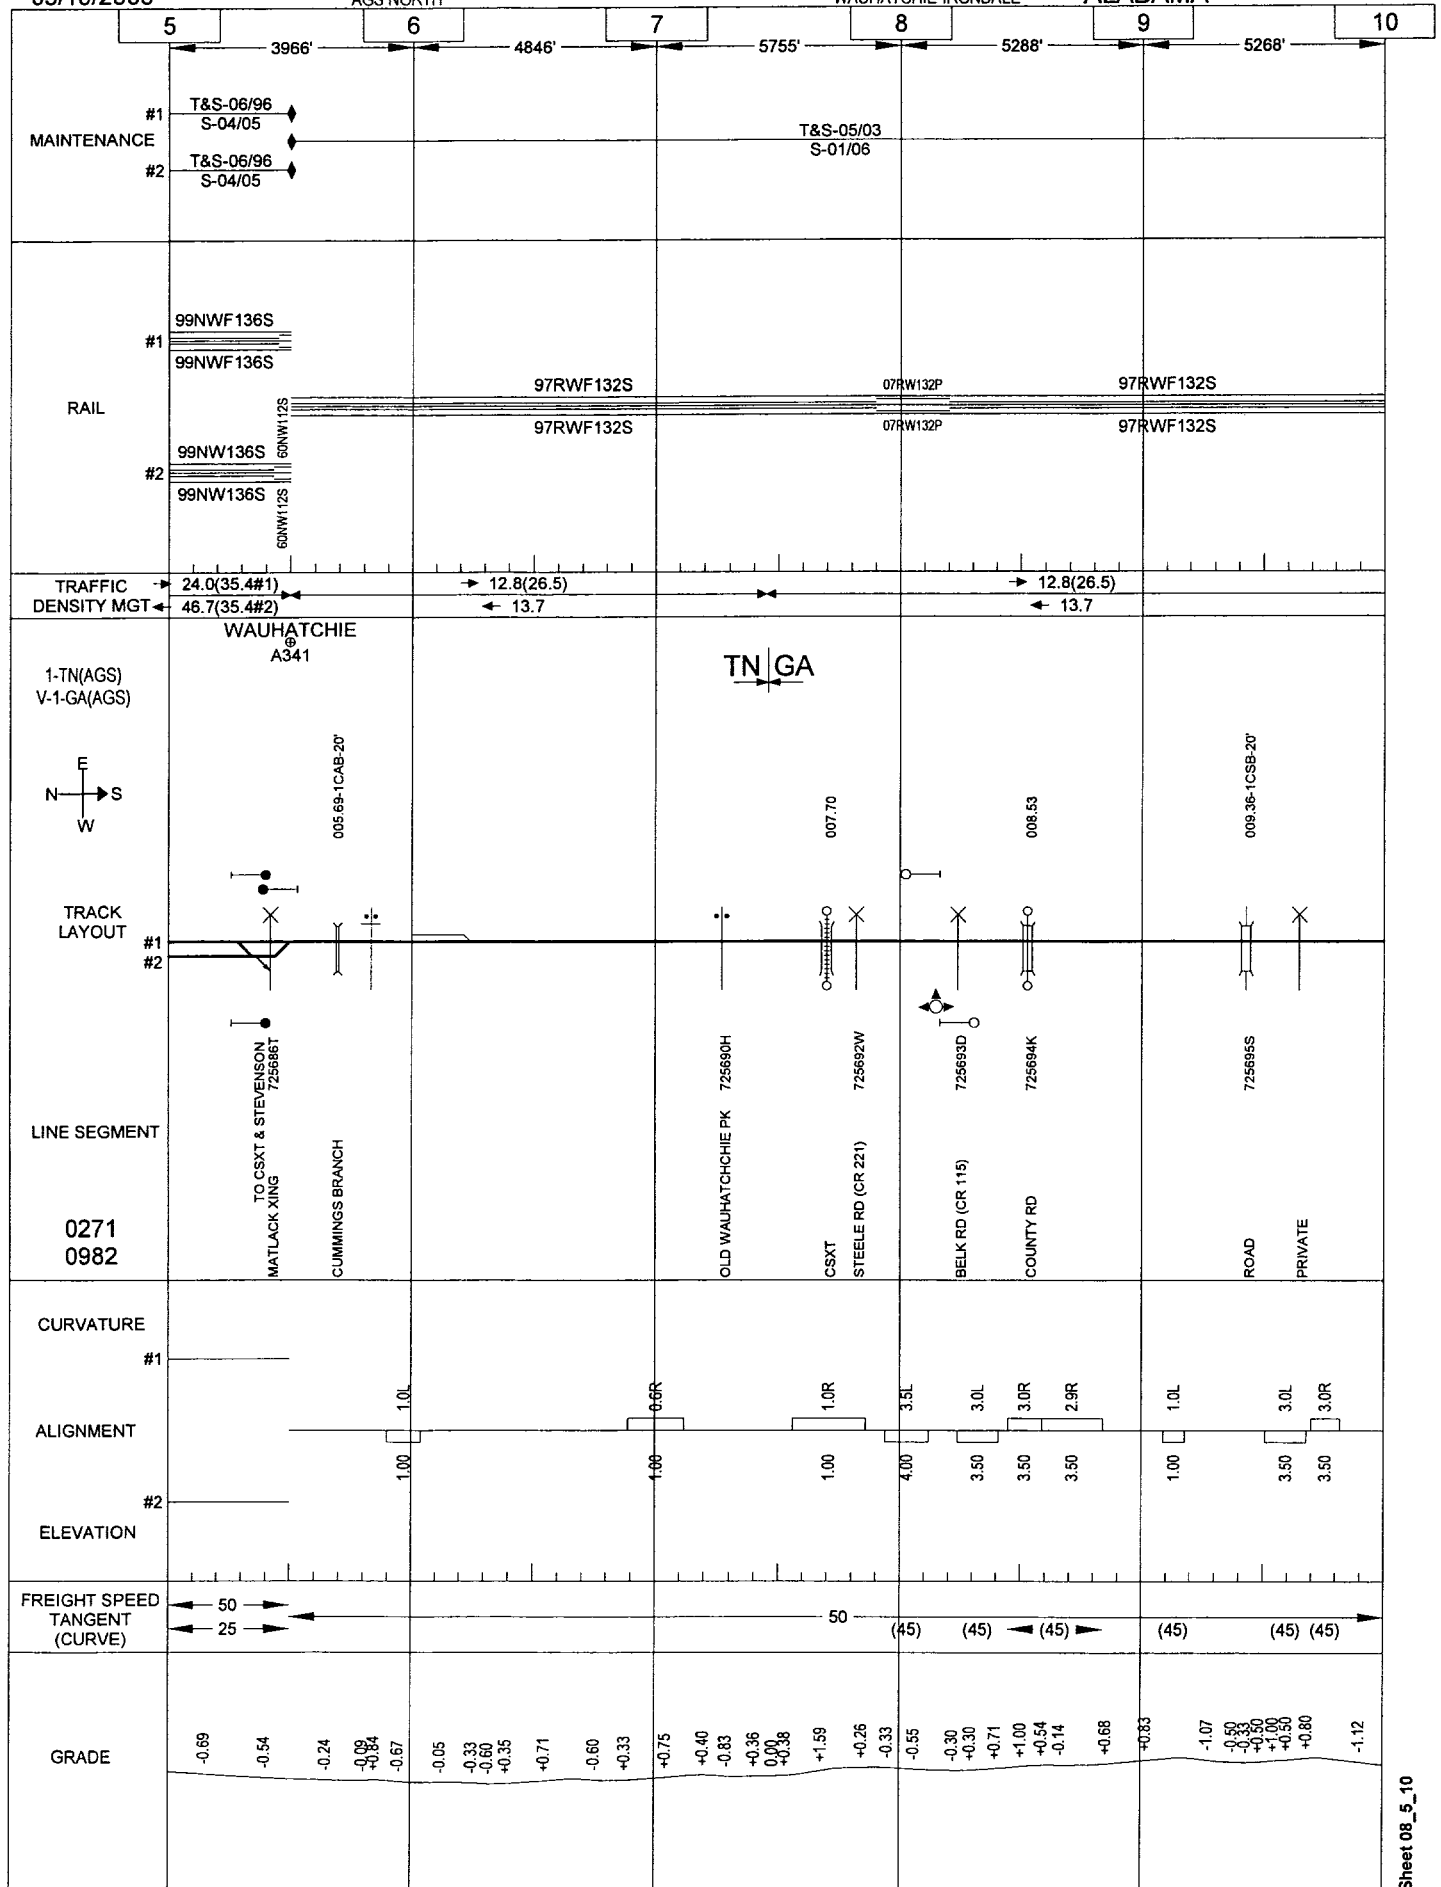 5 6 7 8 9 10
3966' 4846' 5755' 5288' 5268'
MAINTENANCE
#1 T&S-06/96
S-04/05
T&S-05/03
S-01/06
#2 T&S-06/96
S-04/05
RAIL
#1 99NWF136S
99NWF136S
97RWF132S 07RW132P 97RWF132S
97RWF132S 07RW132P 97RWF132S
60NW112S
#2 99NW136S
99NW136S
60NW112S
TRAFFIC 24.0(35.4#1) 12.8(26.5) 12.8(26.5)
DENSITY MGT 46.7(35.4#2) 13.7 13.7
WAUHATCHIE
A341
TN GA
1-TN(AGS)
V-1-GA(AGS)
E
N S
W
005.69-1CAB-20'
007.70
008.53
009.36-1CSB-20'
TRACK
LAYOUT
#1
#2
LINE SEGMENT
0271
0982
TO CSXT & STEVENSON
MATLACK XING 725686T
CUMMINGS BRANCH
OLD WAUHATCHCHIE PK 725690H
CSXT
STEELE RD (CR 221) 725692W
BELK RD (CR 115) 725693D
COUNTY RD 725694K
ROAD 725695S
PRIVATE
CURVATURE
#1
1.0L 0.6R 1.0R 3.5L 3.0L 3.0R 2.9R 1.0L 3.0L 3.0R
ALIGNMENT
1.00 1.00 1.00 4.00 3.50 3.50 3.50 1.00 3.50 3.50
#2
ELEVATION
FREIGHT SPEED
TANGENT
(CURVE)
50
25
50
(45) (45) (45) (45) (45) (45)
GRADE
-0.69 -0.54 -0.24 -0.09 +0.84 -0.67 -0.05 -0.33 -0.60 +0.35 +0.71 -0.60 +0.33 +0.75 +0.40 -0.83 +0.36 0.00 +0.38 +1.59 +0.26 -0.33 -0.55 -0.30 +0.30 +0.71 +1.00 +0.54 -0.14 +0.68 +0.83 -1.07 -0.50 -0.33 +0.50 +1.00 +0.50 +0.80 -1.12
Sheet 08_5_10